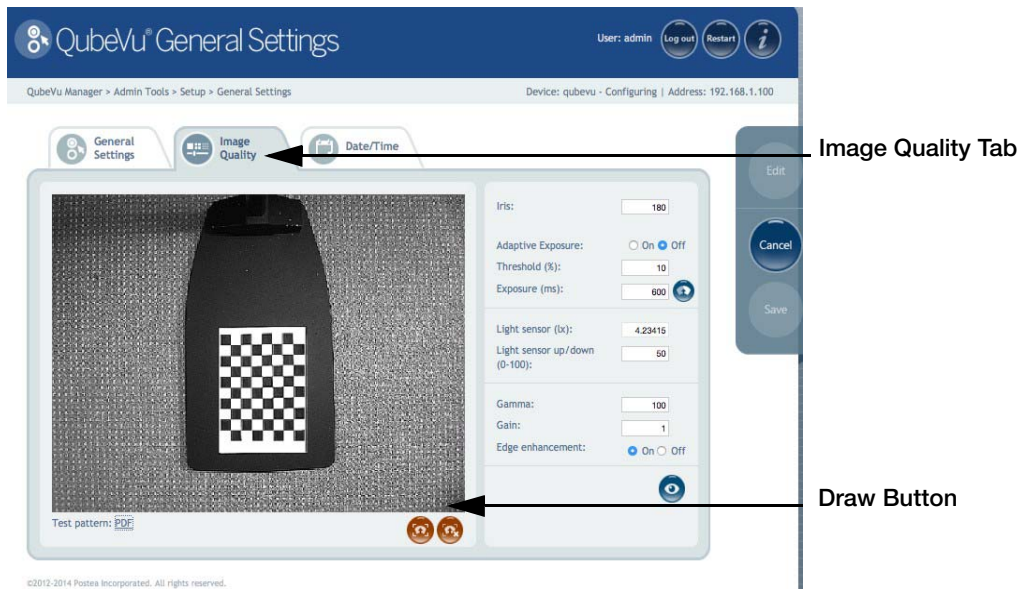 QubeVu® General Settings
User: admin
Log out
Restart
i
QubeVu Manager > Admin Tools > Setup > General Settings
Device: qubevu - Configuring | Address: 192.168.1.100
General
Settings
Image
Quality
Date/Time
Image Quality Tab
Edit
Cancel
Save
Iris: 180
Adaptive Exposure: On Off
Threshold (%): 10
Exposure (ms): 600
Light sensor (lx): 4.23415
Light sensor up/down
(0-100): 50
Gamma: 100
Gain: 1
Edge enhancement: On Off
Draw Button
Test pattern: PDF
©2012-2014 Postea Incorporated. All rights reserved.